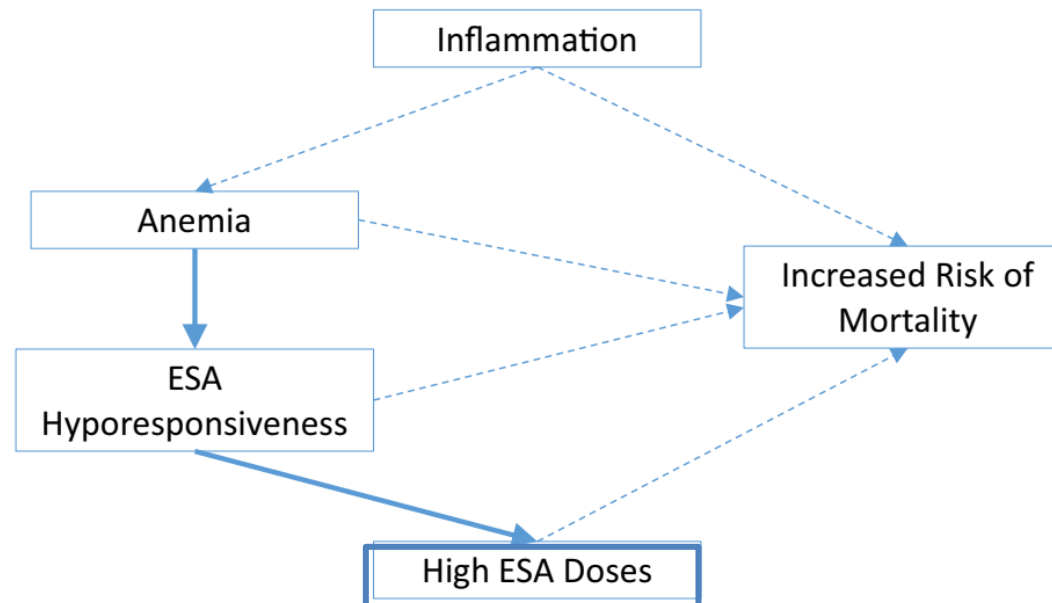 Inflammation
Anemia
Increased Risk of
Mortality
ESA
Hyporesponsiveness
High ESA Doses